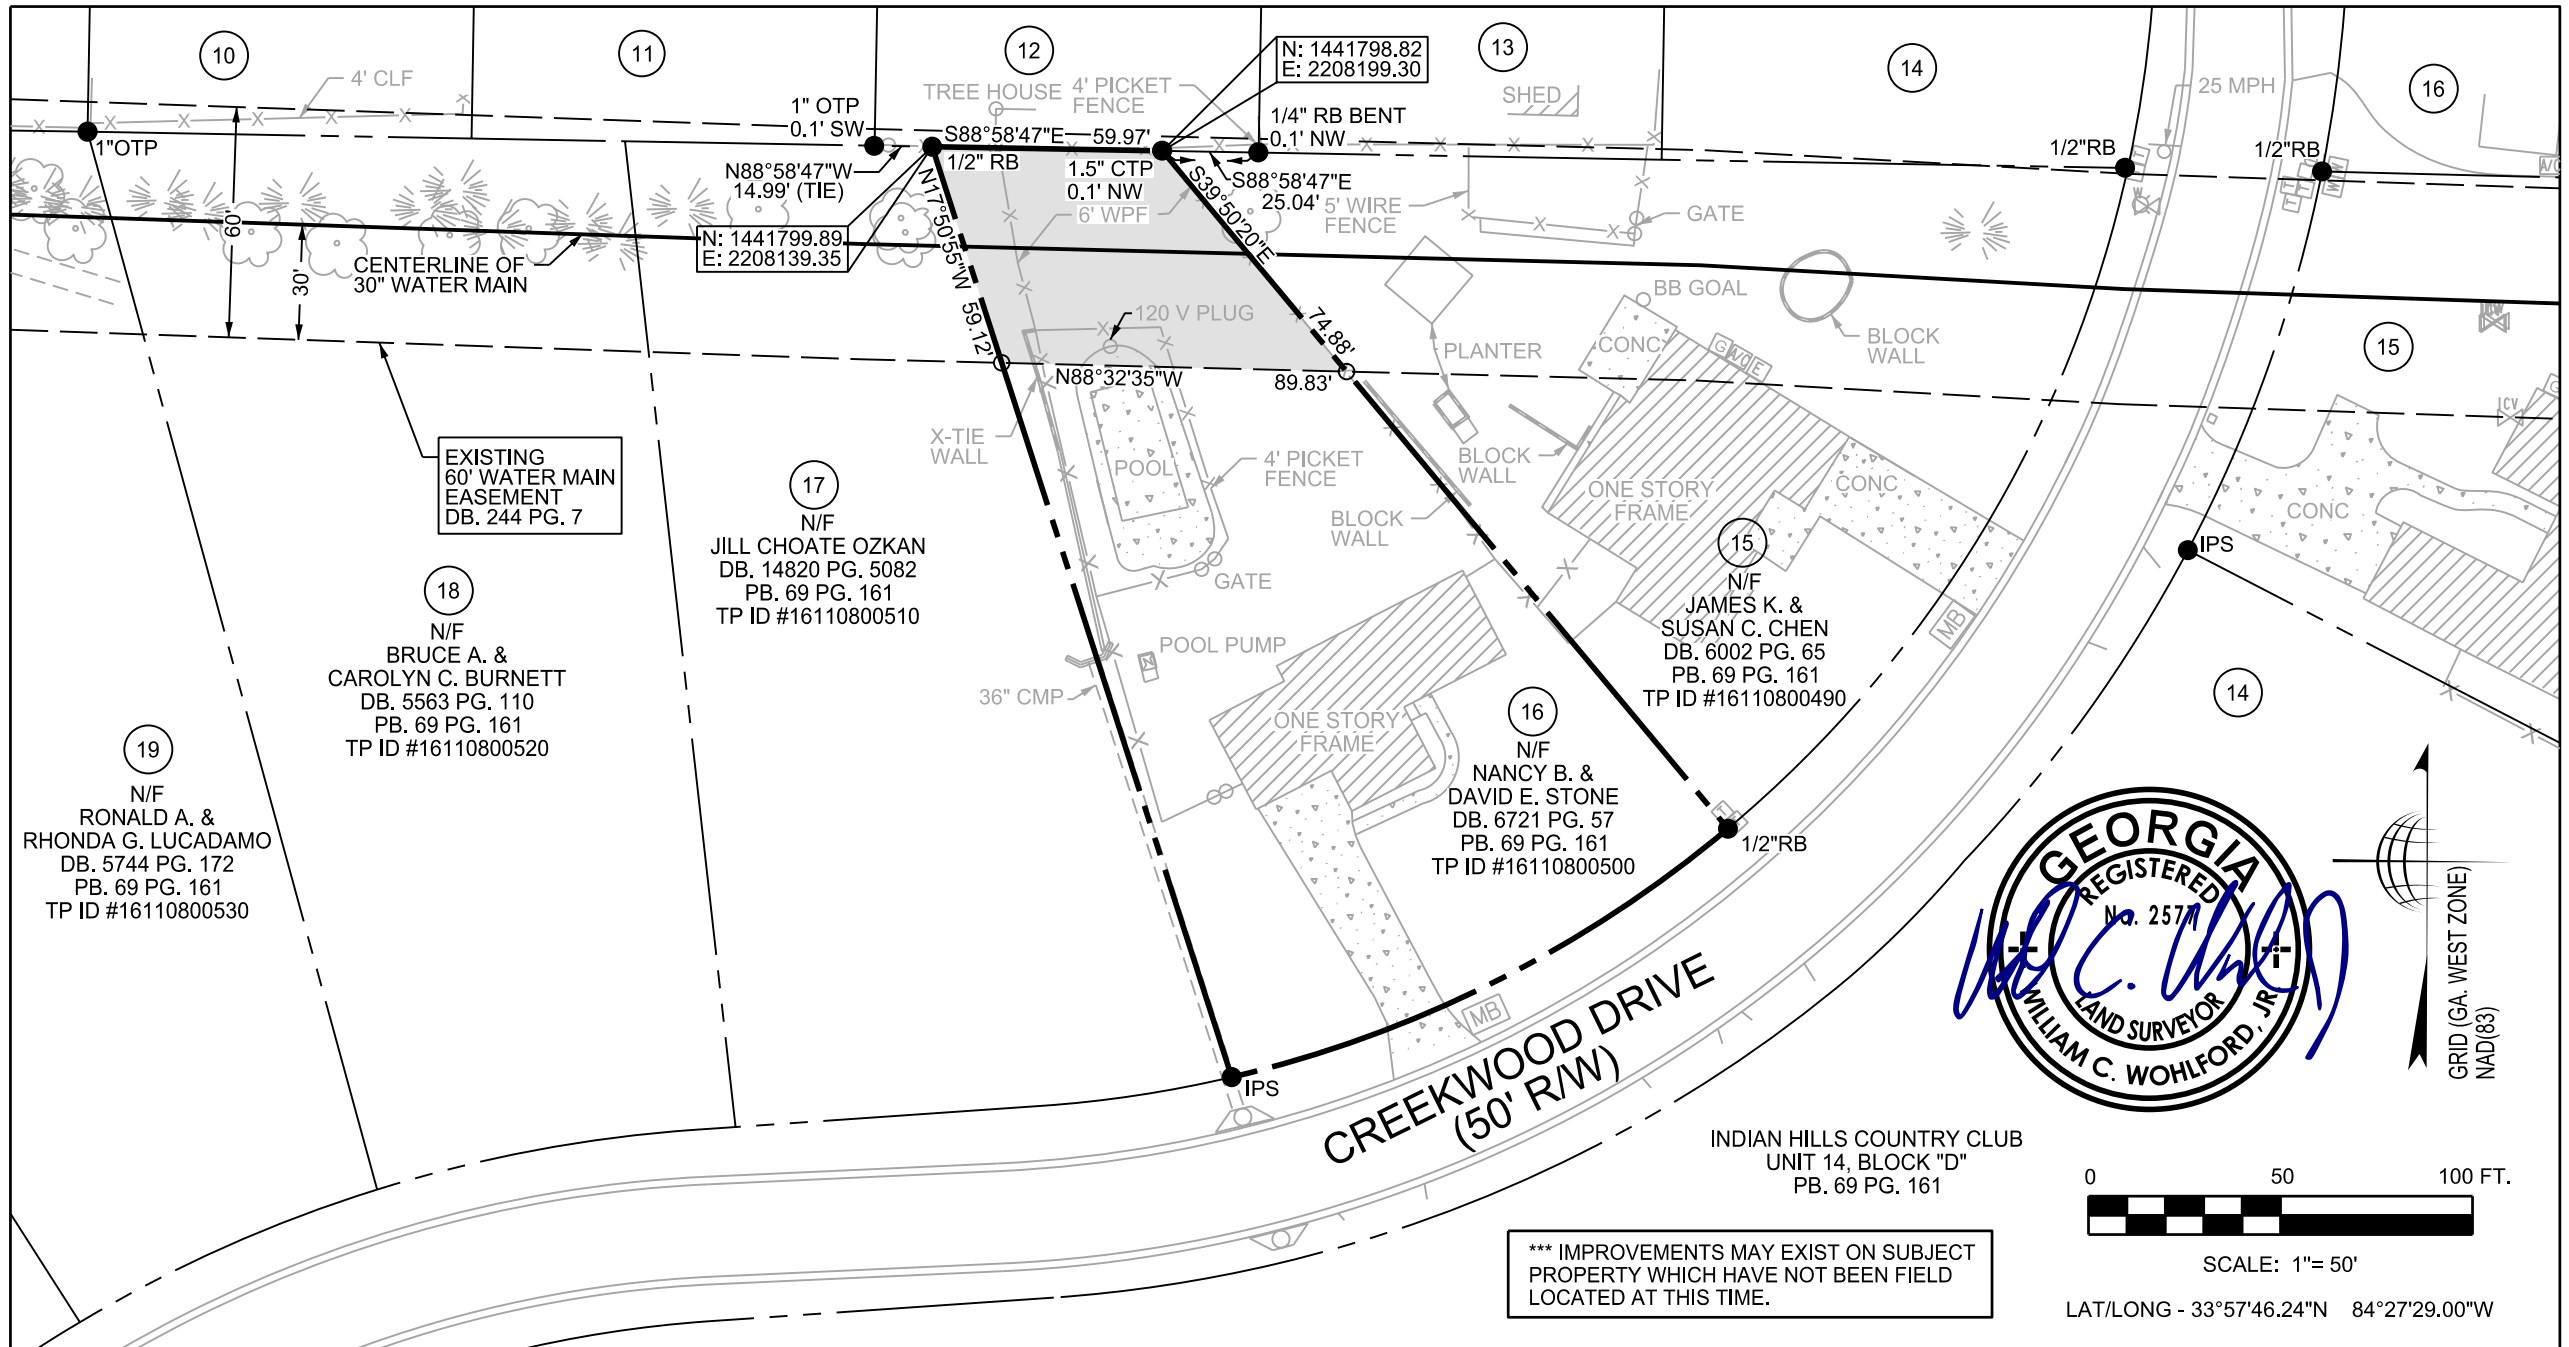 10
11
12
13
14
16
4' CLF
TREE HOUSE
4' PICKET
FENCE
N: 1441798.82
E: 2208199.30
SHED
25 MPH
1"OTP
1" OTP
0.1' SW
S88°58'47"E
59.97'
1/2" RB
1.5" CTP
0.1' NW
1/4" RB BENT
0.1' NW
S88°58'47"E
25.04'
1/2"RB
1/2"RB
N88°58'47"W
14.99' (TIE)
6' WPF
5' WIRE
FENCE
GATE
60'
30'
CENTERLINE OF
30" WATER MAIN
N: 1441799.89
E: 2208139.35
N17°50'55"W
59.12'
S39°50'20"E
74.88'
120 V PLUG
BB GOAL
PLANTER
CONC
G
A/C
E
BLOCK
WALL
15
N88°32'35"W
89.83'
EXISTING
60' WATER MAIN
EASEMENT
DB. 244 PG. 7
X-TIE
WALL
POOL
4' PICKET
FENCE
BLOCK
WALL
BLOCK
WALL
ONE STORY
FRAME
CONC
ICV
CONC
IPS
17
N/F
JILL CHOATE OZKAN
DB. 14820 PG. 5082
PB. 69 PG. 161
TP ID #16110800510
GATE
18
N/F
BRUCE A. &
CAROLYN C. BURNETT
DB. 5563 PG. 110
PB. 69 PG. 161
TP ID #16110800520
15
N/F
JAMES K. &
SUSAN C. CHEN
DB. 6002 PG. 65
PB. 69 PG. 161
TP ID #16110800490
MB
POOL PUMP
36" CMP
14
19
N/F
RONALD A. &
RHONDA G. LUCADAMO
DB. 5744 PG. 172
PB. 69 PG. 161
TP ID #16110800530
ONE STORY
FRAME
16
N/F
NANCY B. &
DAVID E. STONE
DB. 6721 PG. 57
PB. 69 PG. 161
TP ID #16110800500
1/2"RB
GEORGIA
REGISTERED
NO. 2577
LAND SURVEYOR
WILLIAM C. WOHLFORD, JR.
GRID (GA. WEST ZONE)
NAD(83)
MB
IPS
CREEKWOOD DRIVE
(50' R/W)
INDIAN HILLS COUNTRY CLUB
UNIT 14, BLOCK "D"
PB. 69 PG. 161
0 50 100 FT.
SCALE: 1"= 50'
*** IMPROVEMENTS MAY EXIST ON SUBJECT
PROPERTY WHICH HAVE NOT BEEN FIELD
LOCATED AT THIS TIME.
LAT/LONG - 33°57'46.24"N 84°27'29.00"W